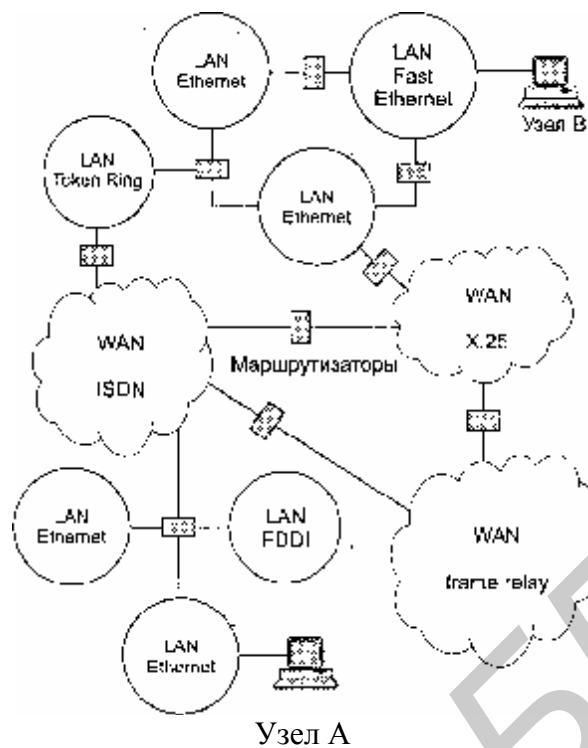 LAN
Ethernet
LAN
Fast
Ethernet
Узел В
LAN
Token Ring
LAN
Ethernet
WAN
X.25
WAN
ISDN
Маршрутизаторы
LAN
Ethernet
LAN
FDDI
WAN
frame relay
LAN
Ethernet
Узел А